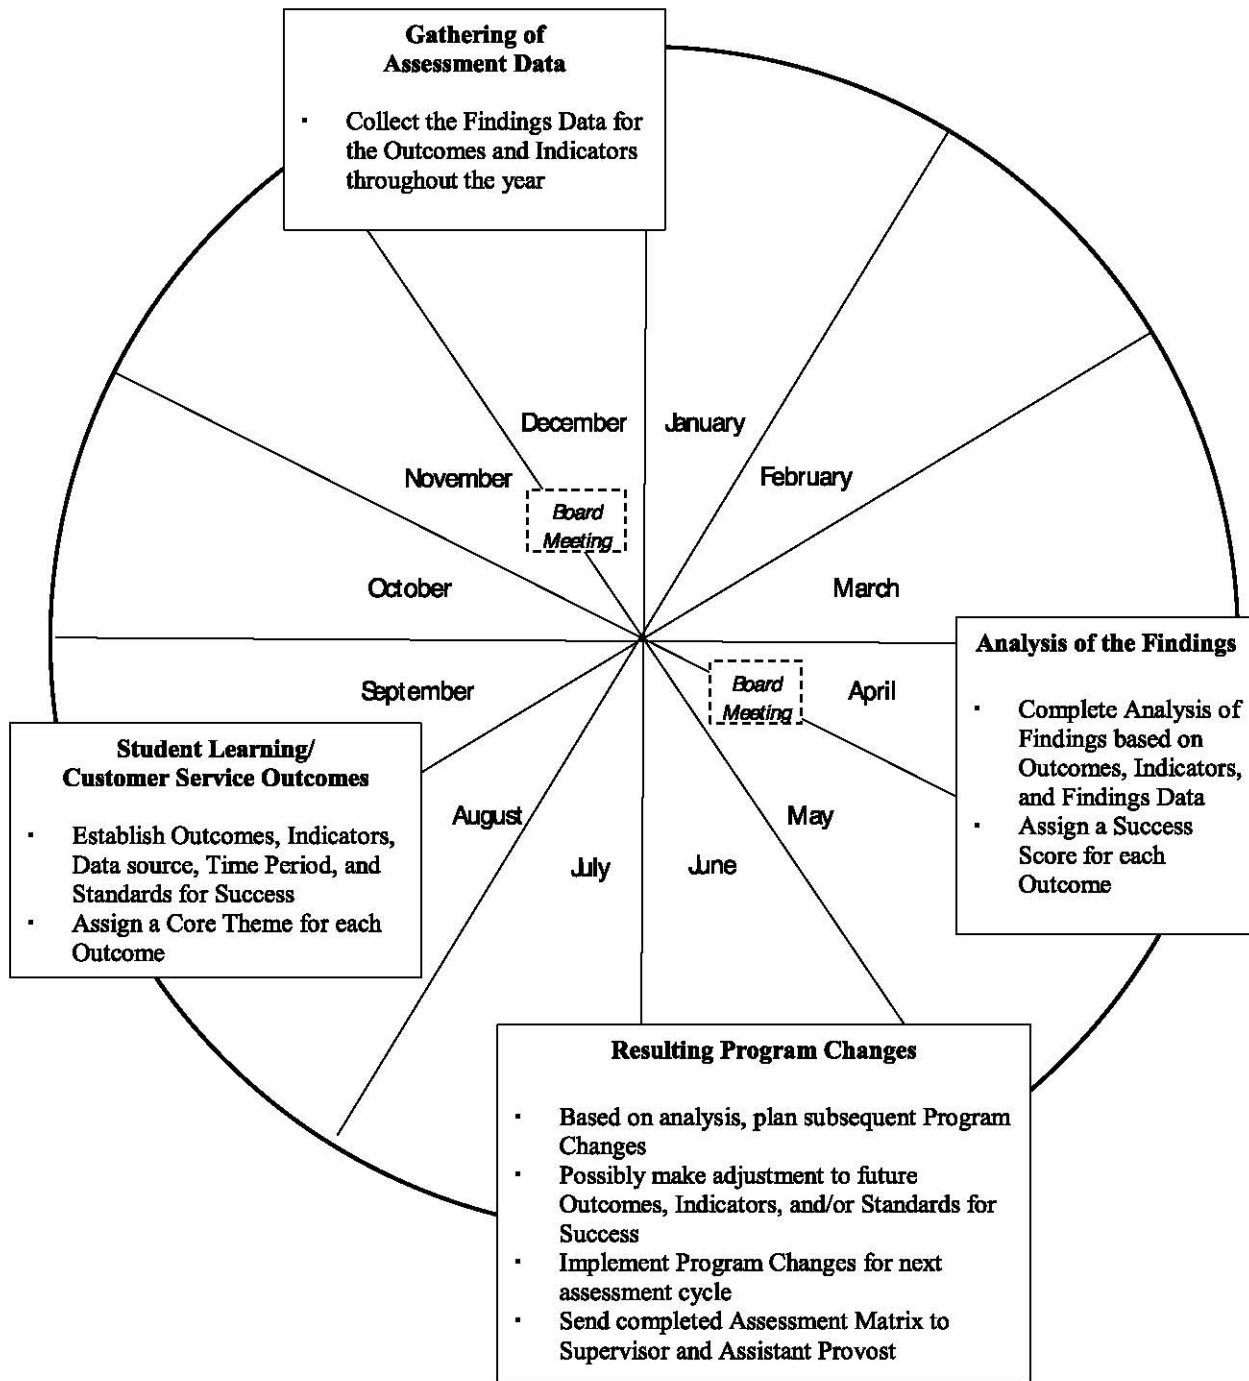 Gathering of
Assessment Data
▪ Collect the Findings Data for
the Outcomes and Indicators
throughout the year
December
January
November
February
Board
Meeting
October
March
September
Board
Meeting
April
Analysis of the Findings
▪ Complete Analysis of
Findings based on
Outcomes, Indicators,
and Findings Data
▪ Assign a Success
Score for each
Outcome
Student Learning/
Customer Service Outcomes
▪ Establish Outcomes, Indicators,
Data source, Time Period, and
Standards for Success
▪ Assign a Core Theme for each
Outcome
August
May
July
June
Resulting Program Changes
▪ Based on analysis, plan subsequent Program
Changes
▪ Possibly make adjustment to future
Outcomes, Indicators, and/or Standards for
Success
▪ Implement Program Changes for next
assessment cycle
▪ Send completed Assessment Matrix to
Supervisor and Assistant Provost